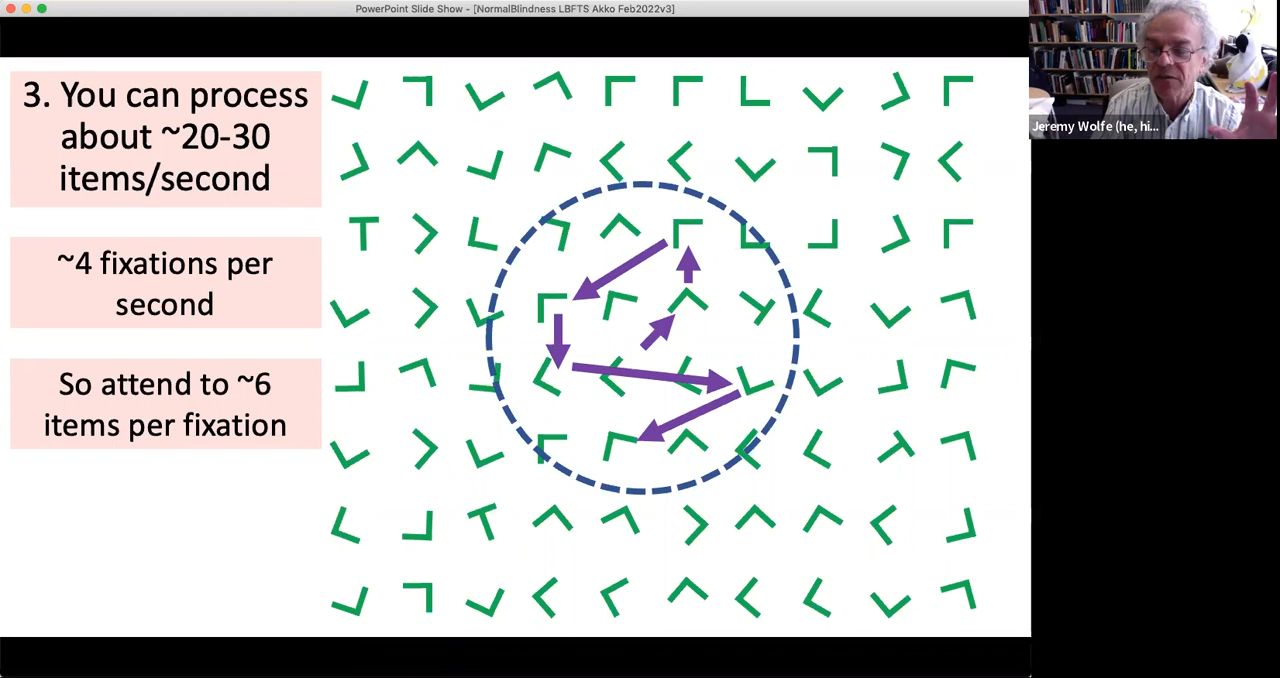 PowerPoint Slide Show - [NormalBlindness LBFTS Akko Feb2022v3]
3. You can process
about ~20-30
items/second
~4 fixations per
second
So attend to ~6
items per fixation
Jeremy Wolfe (he, hi...